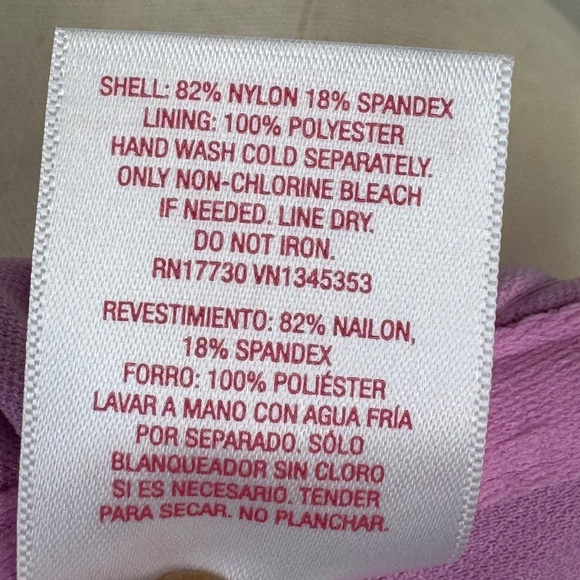 SHELL: 82% NYLON 18% SPANDEX
LINING: 100% POLYESTER
HAND WASH COLD SEPARATELY.
ONLY NON-CHLORINE BLEACH
IF NEEDED. LINE DRY.
DO NOT IRON.
RN17730 VN1345353
REVESTIMIENTO: 82% NAILON,
18% SPANDEX
FORRO: 100% POLIÉSTER
LAVAR A MANO CON AGUA FRÍA
POR SEPARADO. SÓLO
BLANQUEADOR SIN CLORO
SI ES NECESARIO. TENDER
PARA SECAR. NO PLANCHAR.